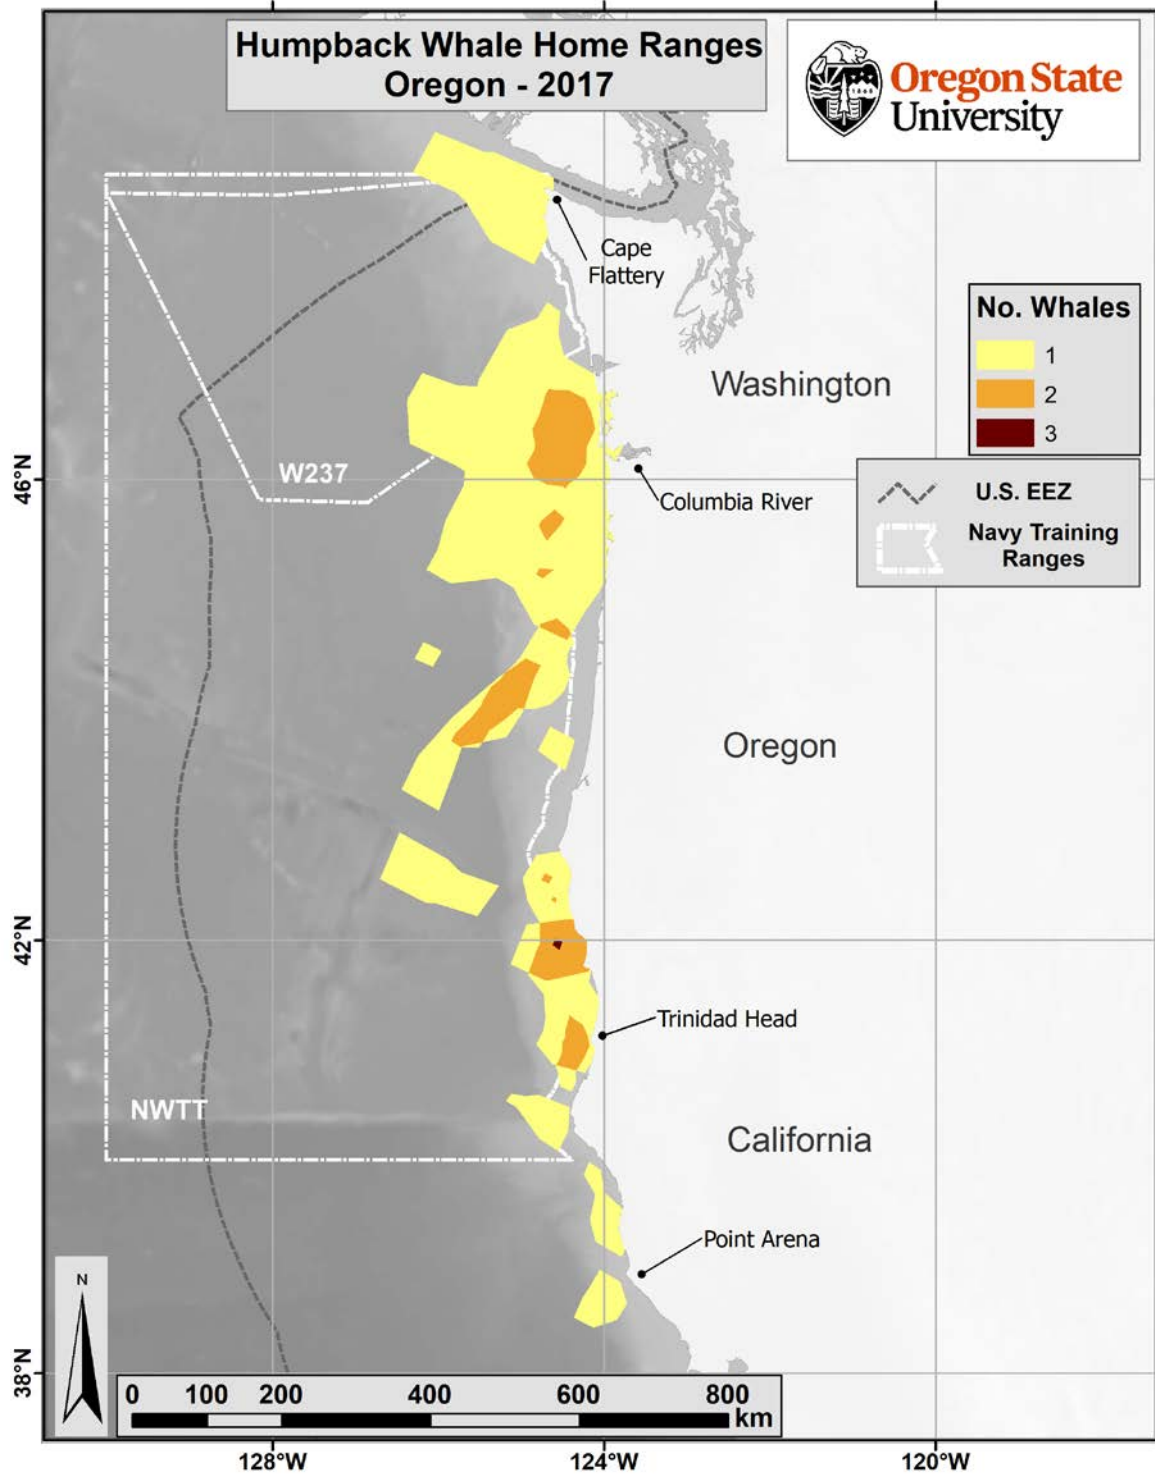 Humpback Whale Home Ranges
Oregon - 2017
Oregon State
University
Cape
Flattery
No. Whales
1
2
3
Washington
W237
46°N
Columbia River
U.S. EEZ
Navy Training
Ranges
Oregon
42°N
Trinidad Head
NWTT
California
Point Arena
N
38°N
0 100 200 400 600 800
km
128°W 124°W 120°W